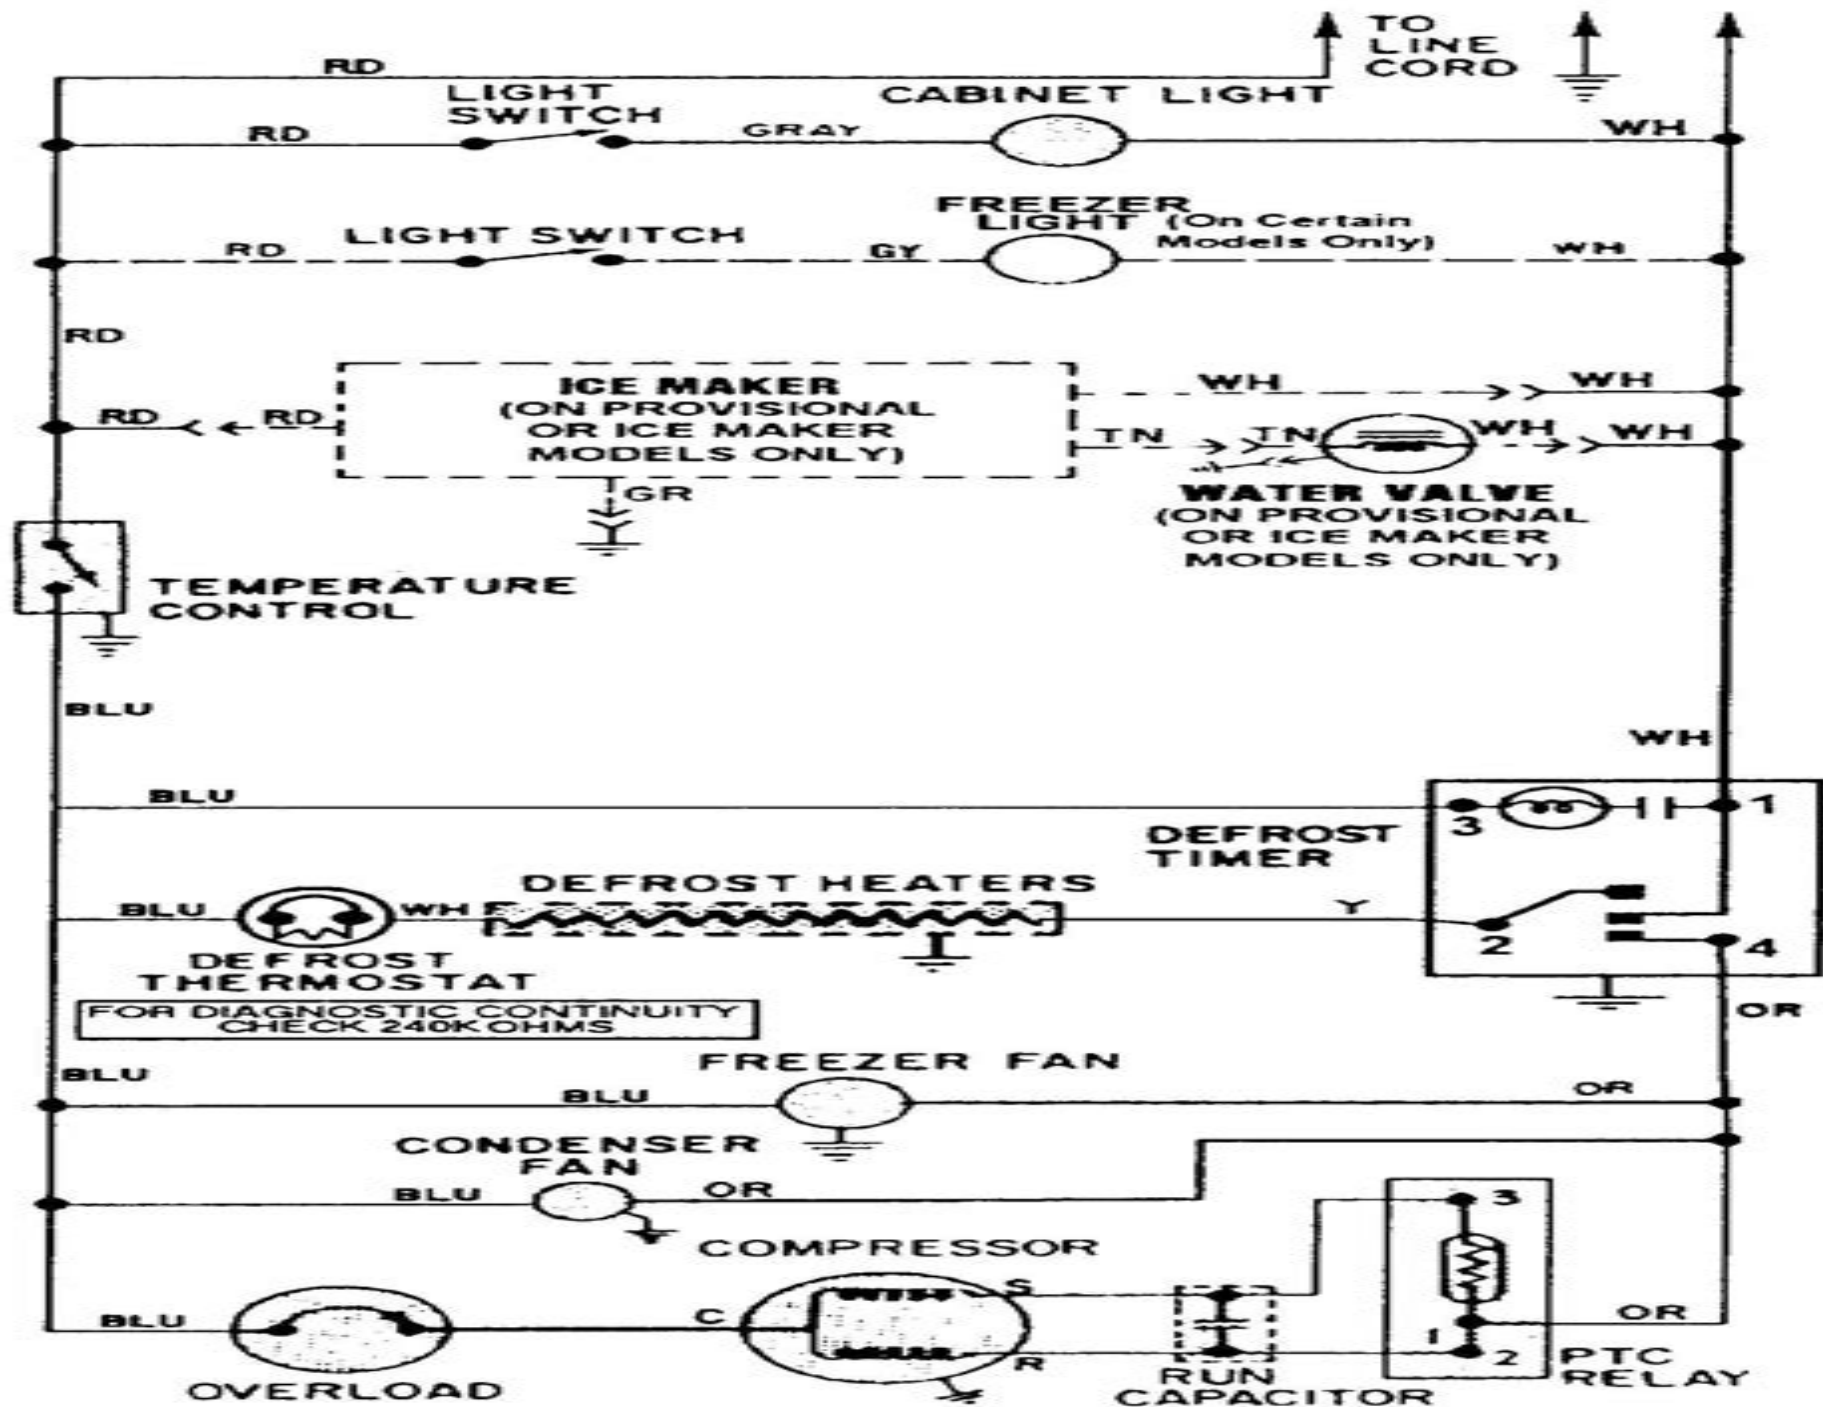 TO
LINE
CORD
RD
LIGHT
SWITCH
CABINET LIGHT
RD
GRAY
WH
FREEZER
LIGHT (On Certain
Models Only)
LIGHT SWITCH
RD
GY
WH
RD
ICE MAKER
(ON PROVISIONAL
OR ICE MAKER
MODELS ONLY)
RD
RD
WH
WH
TN
TN
WH
WH
GR
WATER VALVE
(ON PROVISIONAL
OR ICE MAKER
MODELS ONLY)
TEMPERATURE
CONTROL
BLU
WH
BLU
3
1
DEFROST
TIMER
DEFROST HEATERS
BLU
WH
Y
2
4
DEFROST
THERMOSTAT
FOR DIAGNOSTIC CONTINUITY
CHECK 240K OHMS
OR
BLU
FREEZER FAN
BLU
OR
CONDENSER
FAN
BLU
OR
3
COMPRESSOR
S
C
BLU
OR
1
2
R
RUN
CAPACITOR
PTC
RELAY
OVERLOAD